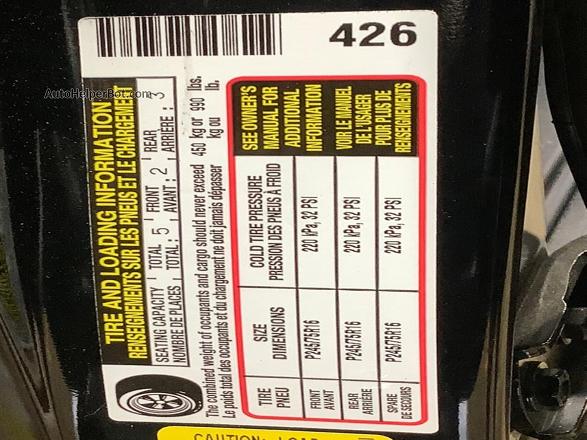 426
AutoHelperBot.com
TIRE AND LOADING INFORMATION
RENSEIGNEMENTS SUR LES PNEUS ET LE CHARGEMENT
SEATING CAPACITY TOTAL 5 FRONT 2 REAR 3
NOMBRE DE PLACES TOTAL : AVANT : ARRIÈRE :
The combined weight of occupants and cargo should never exceed 450 kg or 990 lbs.
Le poids total des occupants et du chargement ne doit jamais dépasser kg ou lb.
TIRE SIZE COLD TIRE PRESSURE
PNEU DIMENSIONS PRESSION DES PNEUS À FROID
FRONT P245/75R16 220 kPa, 32 PSI
AVANT
REAR P245/75R16 220 kPa, 32 PSI
ARRIÈRE
SPARE P245/75R16 220 kPa, 32 PSI
DE SECOURS
SEE OWNER'S
MANUAL FOR
ADDITIONAL
INFORMATION
VOIR LE MANUEL
DE L'USAGER
POUR PLUS DE
RENSEIGNEMENTS
CAUTION: LOAD